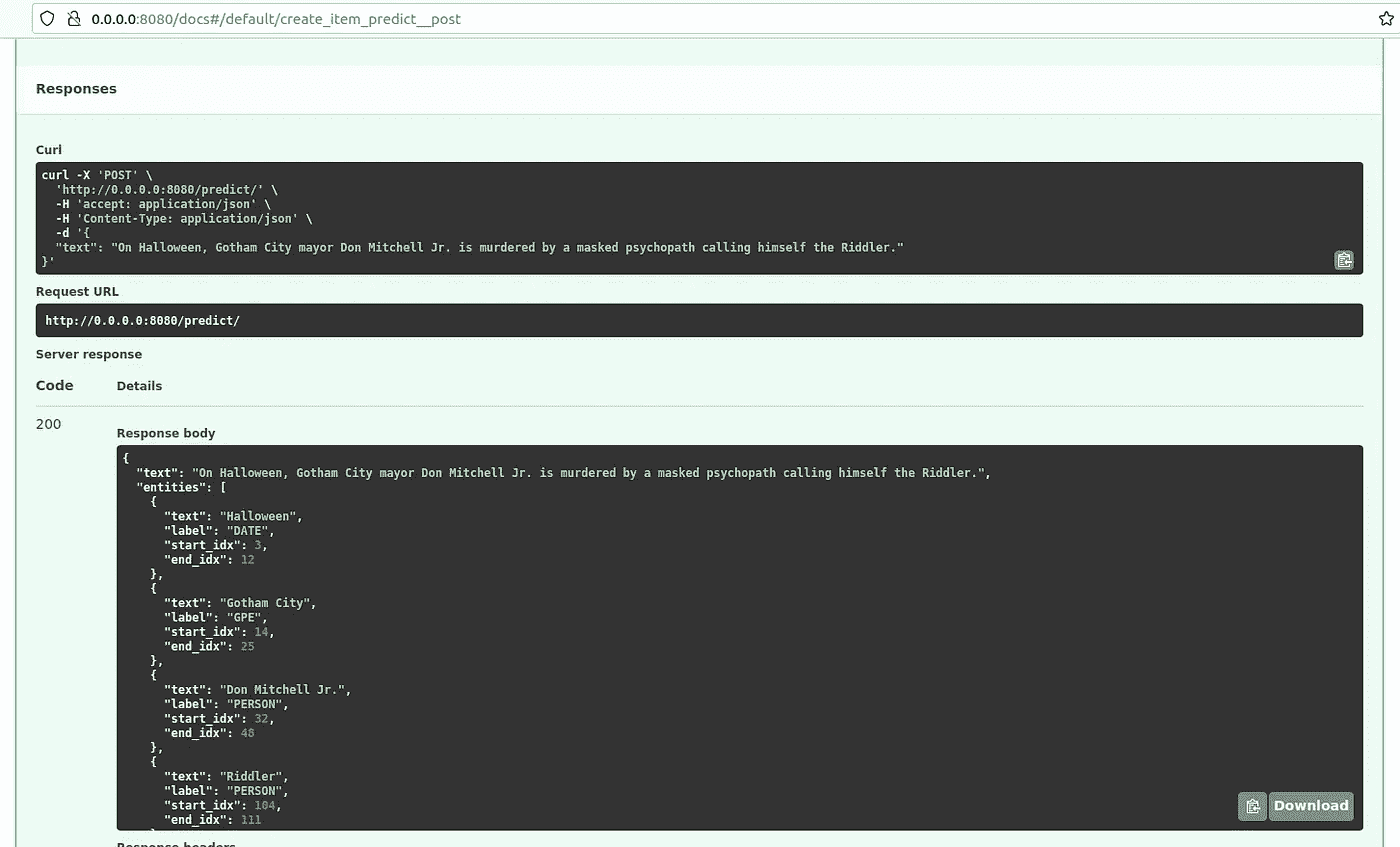 0.0.0.0:8080/docs#/default/create_item_predict__post
Responses
Curl
curl -X 'POST' \
  'http://0.0.0.0:8080/predict/' \
  -H 'accept: application/json' \
  -H 'Content-Type: application/json' \
  -d '{
  "text": "On Halloween, Gotham City mayor Don Mitchell Jr. is murdered by a masked psychopath calling himself the Riddler."
}'
Request URL
http://0.0.0.0:8080/predict/
Server response
Code Details
200
Response body
{
  "text": "On Halloween, Gotham City mayor Don Mitchell Jr. is murdered by a masked psychopath calling himself the Riddler.",
  "entities": [
    {
      "text": "Halloween",
      "label": "DATE",
      "start_idx": 3,
      "end_idx": 12
    },
    {
      "text": "Gotham City",
      "label": "GPE",
      "start_idx": 14,
      "end_idx": 25
    },
    {
      "text": "Don Mitchell Jr.",
      "label": "PERSON",
      "start_idx": 32,
      "end_idx": 48
    },
    {
      "text": "Riddler",
      "label": "PERSON",
      "start_idx": 104,
      "end_idx": 111
Download
Response headers